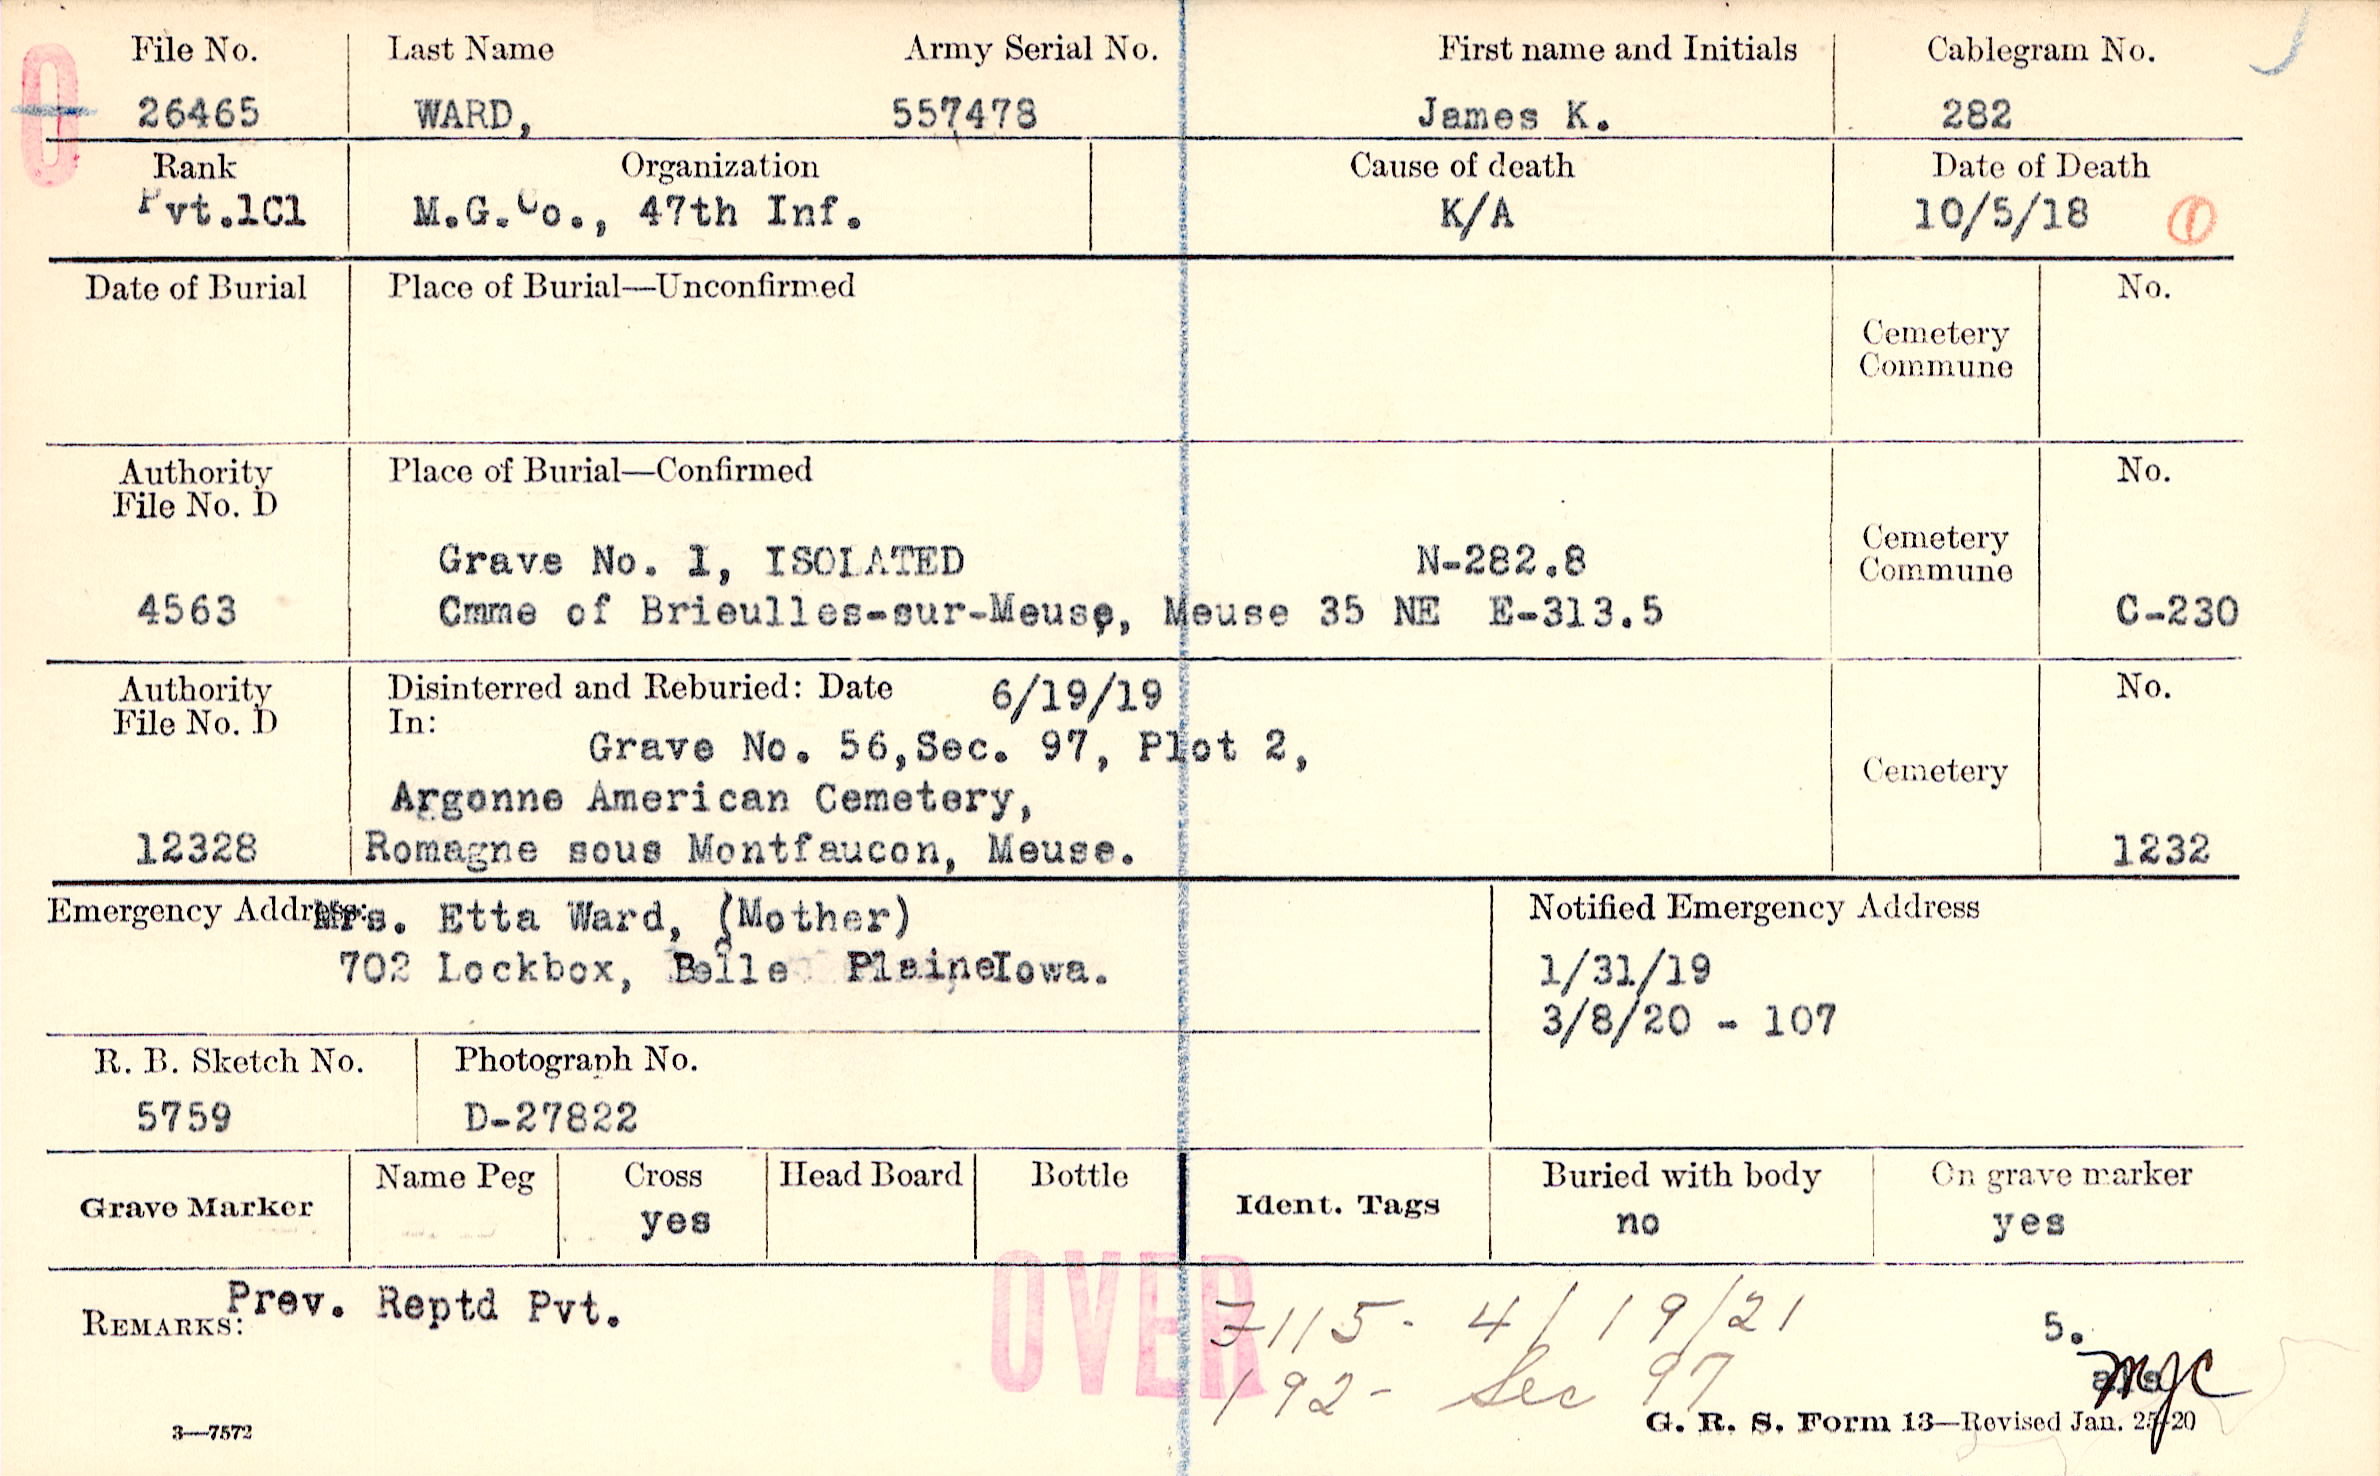 File No. Last Name Army Serial No. First name and Initials Cablegram No.
26465 WARD, 557478 James K. 282
Rank Organization Cause of death Date of Death
Pvt.1Cl M.G.Co., 47th Inf. K/A 10/5/18 1
Date of Burial Place of Burial—Unconfirmed No.
Cemetery
Commune
Authority Place of Burial—Confirmed No.
File No. D
Cemetery
Grave No. 1, ISOLATED N-282.8 Commune
4563 Cmme of Brieulles-sur-Meuse, Meuse 35 NE E-313.5 C-230
Authority Disinterred and Reburied: Date 6/19/19 No.
File No. D In:
Grave No. 56,Sec. 97, Plot 2,
Cemetery
Argonne American Cemetery,
12328 Romagne sous Montfaucon, Meuse. 1232
Emergency Address: Mrs. Etta Ward, (Mother) Notified Emergency Address
702 Lockbox, Belle Plaine Iowa. 1/31/19
3/8/20 - 107
R. B. Sketch No. Photograph No.
5759 D-27822
Grave Marker Name Peg Cross Head Board Bottle Ident. Tags Buried with body On grave marker
yes no yes
OVER
REMARKS: Prev. Reptd Pvt. 7115- 4/19/21 5.
192- Sec 97 MJC
3—7572 G. R. S. Form 13—Revised Jan. 25-20